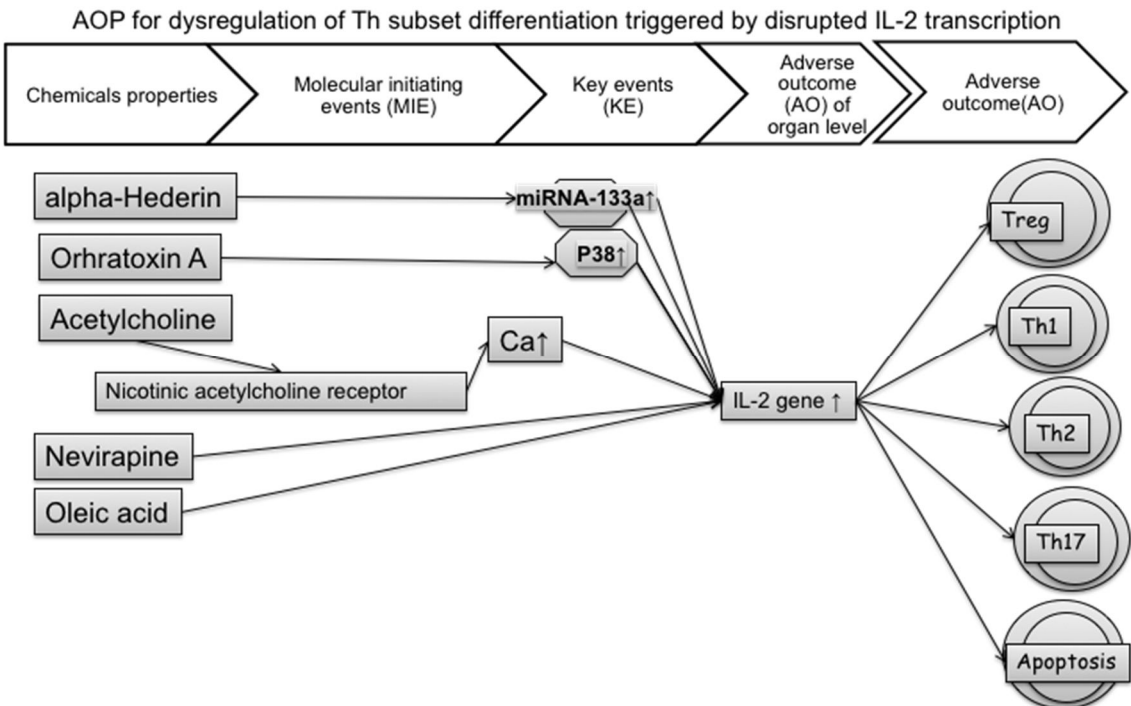 AOP for dysregulation of Th subset differentiation triggered by disrupted IL-2 transcription
Chemicals properties
Molecular initiating
events (MIE)
Key events
(KE)
Adverse
outcome
(AO) of
organ level
Adverse
outcome(AO)
alpha-Hederin
miRNA-133a↑
Orhratoxin A
P38↑
Acetylcholine
Ca↑
Nicotinic acetylcholine receptor
IL-2 gene ↑
Nevirapine
Oleic acid
Treg
Th1
Th2
Th17
Apoptosis